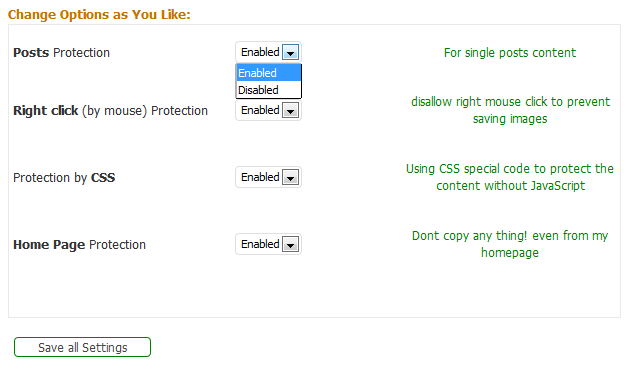 Change Options as You Like:
Posts Protection Enabled For single posts content
Enabled
Disabled
Right click (by mouse) Protection Enabled disallow right mouse click to prevent
saving images
Protection by CSS Enabled Using CSS special code to protect the
content without JavaScript
Home Page Protection Enabled Dont copy any thing! even from my
homepage
Save all Settings